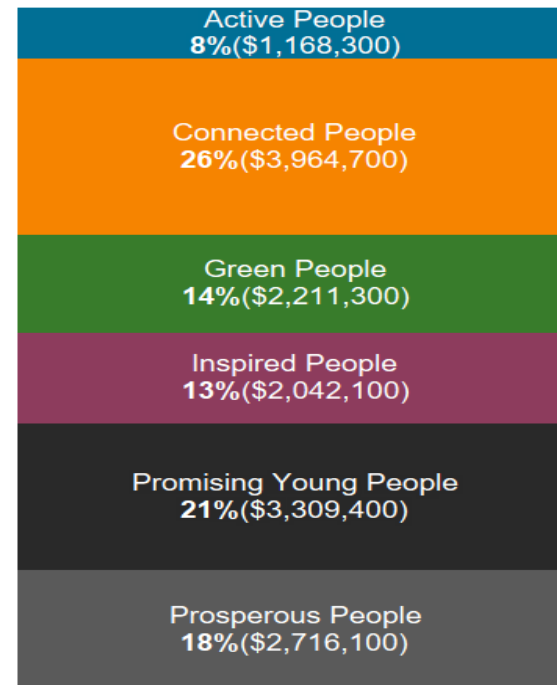 Active People
8%($1,168,300)
Connected People
26%($3,964,700)
Green People
14%($2,211,300)
Inspired People
13%($2,042,100)
Promising Young People
21%($3,309,400)
Prosperous People
18%($2,716,100)